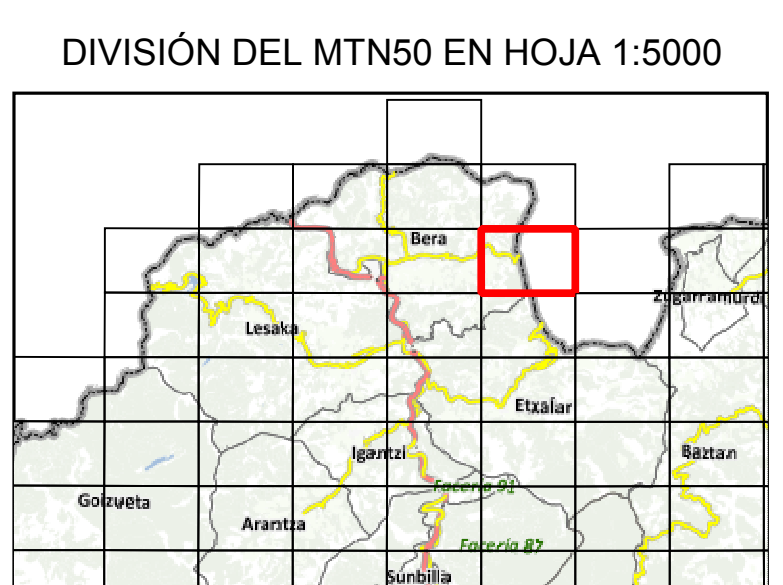 DIVISIÓN DEL MTN50 EN HOJA 1:5000
Bera
Zugarramurdi
Lesaka
Etxalar
Igantzi
Baztan
Facería 91
Goizueta
Arantza
Facería 87
Sunbilla